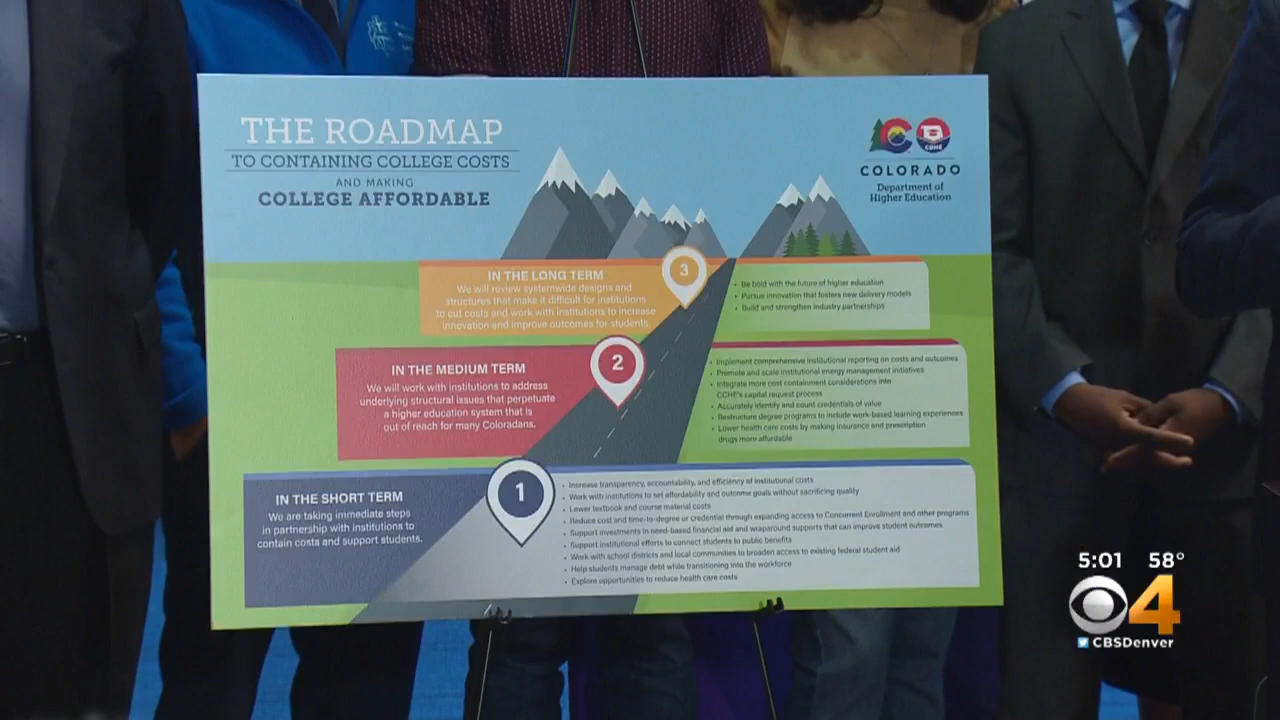 THE ROADMAP
TO CONTAINING COLLEGE COSTS
AND MAKING
COLLEGE AFFORDABLE
CO
CDHE
COLORADO
Department of
Higher Education
3
IN THE LONG TERM
We will review systemwide designs and
structures that make it difficult for institutions
to cut costs and work with institutions to increase
innovation and improve outcomes for students.
• Be bold with the future of higher education
• Pursue innovation that fosters new delivery models
• Build and strengthen industry partnerships
2
IN THE MEDIUM TERM
We will work with institutions to address
underlying structural issues that perpetuate
a higher education system that is
out of reach for many Coloradans.
• Implement comprehensive institutional reporting on costs and outcomes
• Promote and scale institutional energy management initiatives
• Integrate more cost containment considerations into
CCHE's capital request process
• Accurately identify and count credentials of value
• Restructure degree programs to include work-based learning experiences
• Lower health care costs by making insurance and prescription
drugs more affordable
1
IN THE SHORT TERM
We are taking immediate steps
in partnership with institutions to
contain costs and support students.
• Increase transparency, accountability, and efficiency of institutional costs
• Work with institutions to set affordability and outcome goals without sacrificing quality
• Lower textbook and course material costs
• Reduce cost and time-to-degree or credential through expanding access to Concurrent Enrollment and other programs
• Support investments in need-based financial aid and wraparound supports that can improve student outcomes
• Support institutional efforts to connect students to public benefits
• Work with school districts and local communities to broaden access to existing federal student aid
• Help students manage debt while transitioning into the workforce
• Explore opportunities to reduce health care costs
5:01 58°
4
CBSDenver